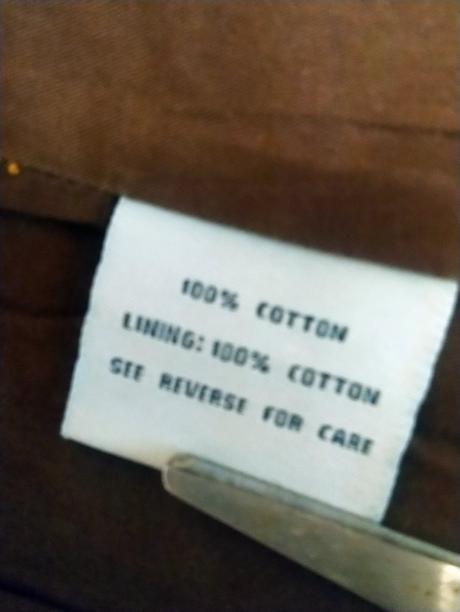 100% COTTON
LINING: 100% COTTON
SEE REVERSE FOR CARE